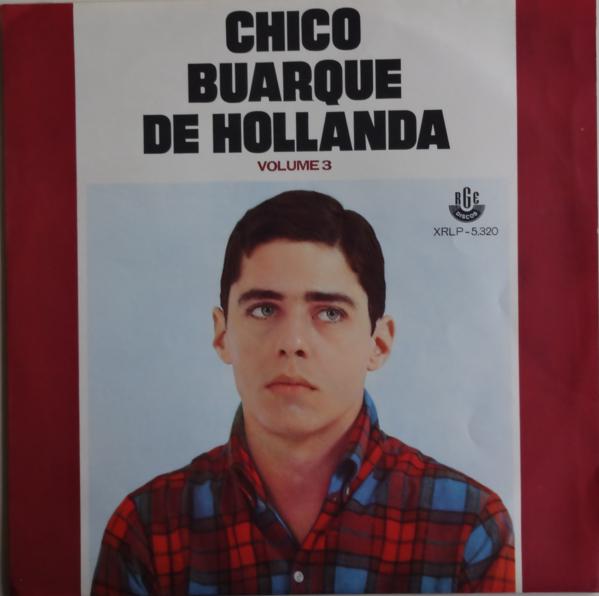 CHICO
BUARQUE
DE HOLLANDA
VOLUME 3
RGE
DISCOS
XRLP-5.320